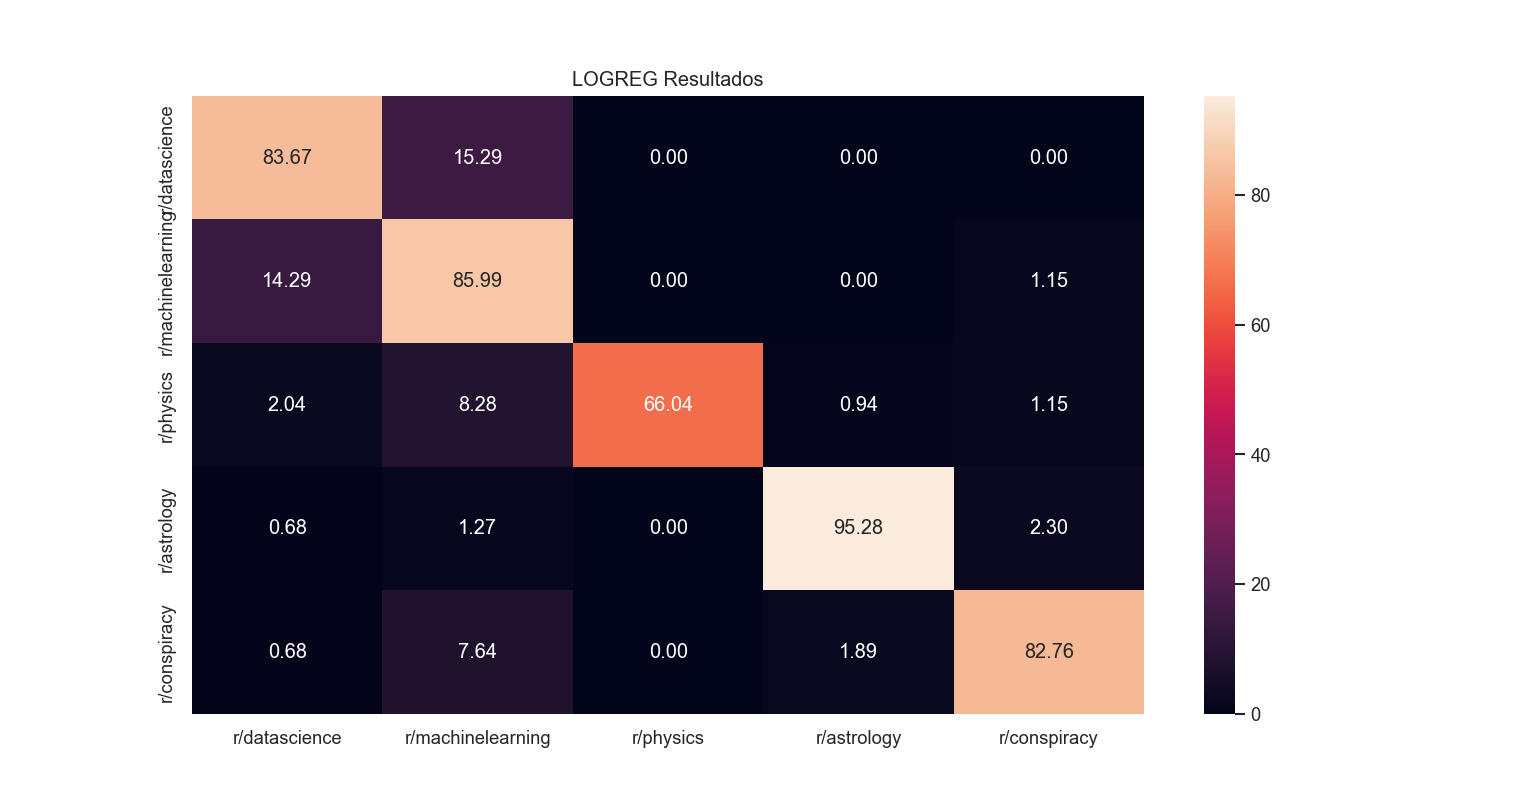 LOGREG Resultados
r/datascience 83.67 15.29 0.00 0.00 0.00
r/machinelearning 14.29 85.99 0.00 0.00 1.15
r/physics 2.04 8.28 66.04 0.94 1.15
r/astrology 0.68 1.27 0.00 95.28 2.30
r/conspiracy 0.68 7.64 0.00 1.89 82.76
r/datascience r/machinelearning r/physics r/astrology r/conspiracy
80
60
40
20
0